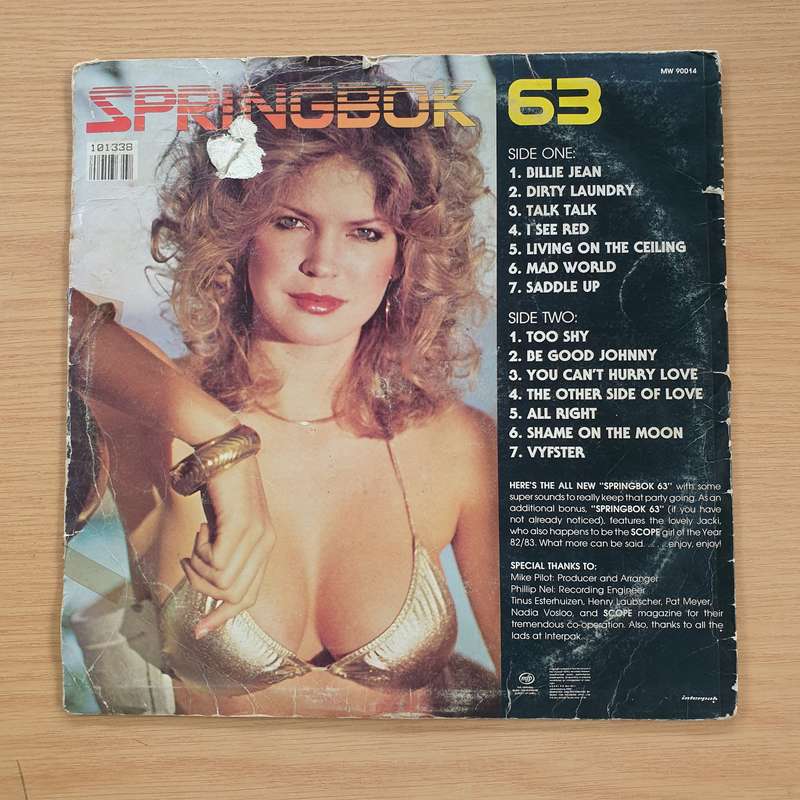 MW 90014
SPRINGBOK 63
101338
SIDE ONE:
1. BILLIE JEAN
2. DIRTY LAUNDRY
3. TALK TALK
4. I SEE RED
5. LIVING ON THE CEILING
6. MAD WORLD
7. SADDLE UP
SIDE TWO:
1. TOO SHY
2. BE GOOD JOHNNY
3. YOU CAN'T HURRY LOVE
4. THE OTHER SIDE OF LOVE
5. ALL RIGHT
6. SHAME ON THE MOON
7. VYFSTER
HERE'S THE ALL NEW "SPRINGBOK 63" with some
super sounds to really keep that party going. As an
additional bonus, "SPRINGBOK 63" (if you have
not already noticed), features the lovely Jacki,
who also happens to be the SCOPE girl of the Year
82/83. What more can be said. . . . . .enjoy, enjoy!
SPECIAL THANKS TO:
Mike Pilot: Producer and Arranger
Phillip Nel: Recording Engineer
Tinus Esterhuizen, Henry Laubscher, Pat Meyer,
Nadia Vosloo, and SCOPE magazine for their
tremendous co-operation. Also, thanks to all the
lads at Interpak.
mfp
interpak